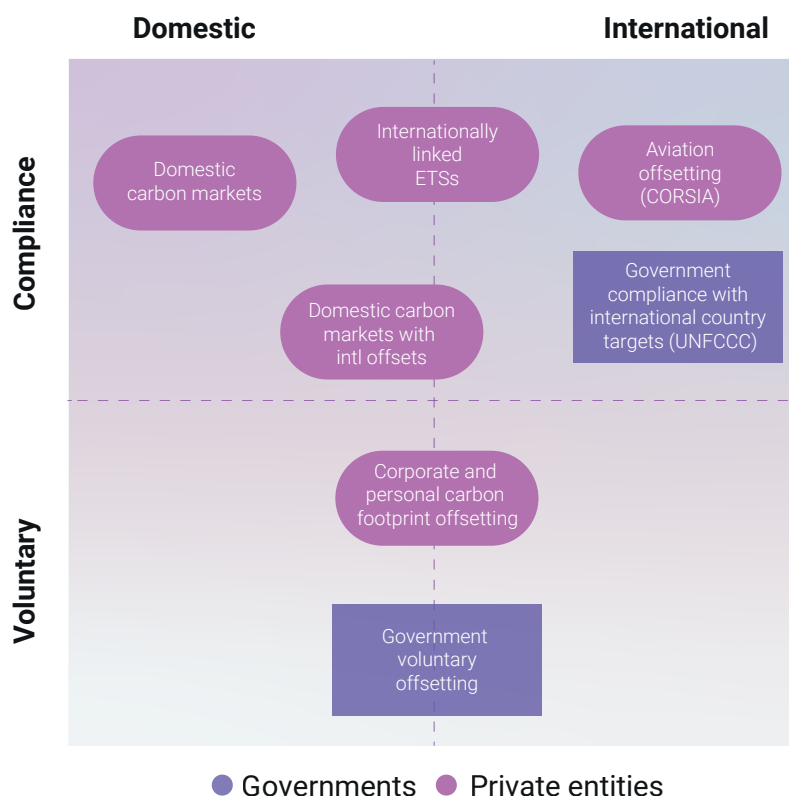 Domestic
International
Compliance
Voluntary
Domestic
carbon markets
Internationally
linked
ETSs
Aviation
offsetting
(CORSIA)
Government
compliance with
international country
targets (UNFCCC)
Domestic carbon
markets with
intl offsets
Corporate and
personal carbon
footprint offsetting
Government
voluntary
offsetting
Governments
Private entities